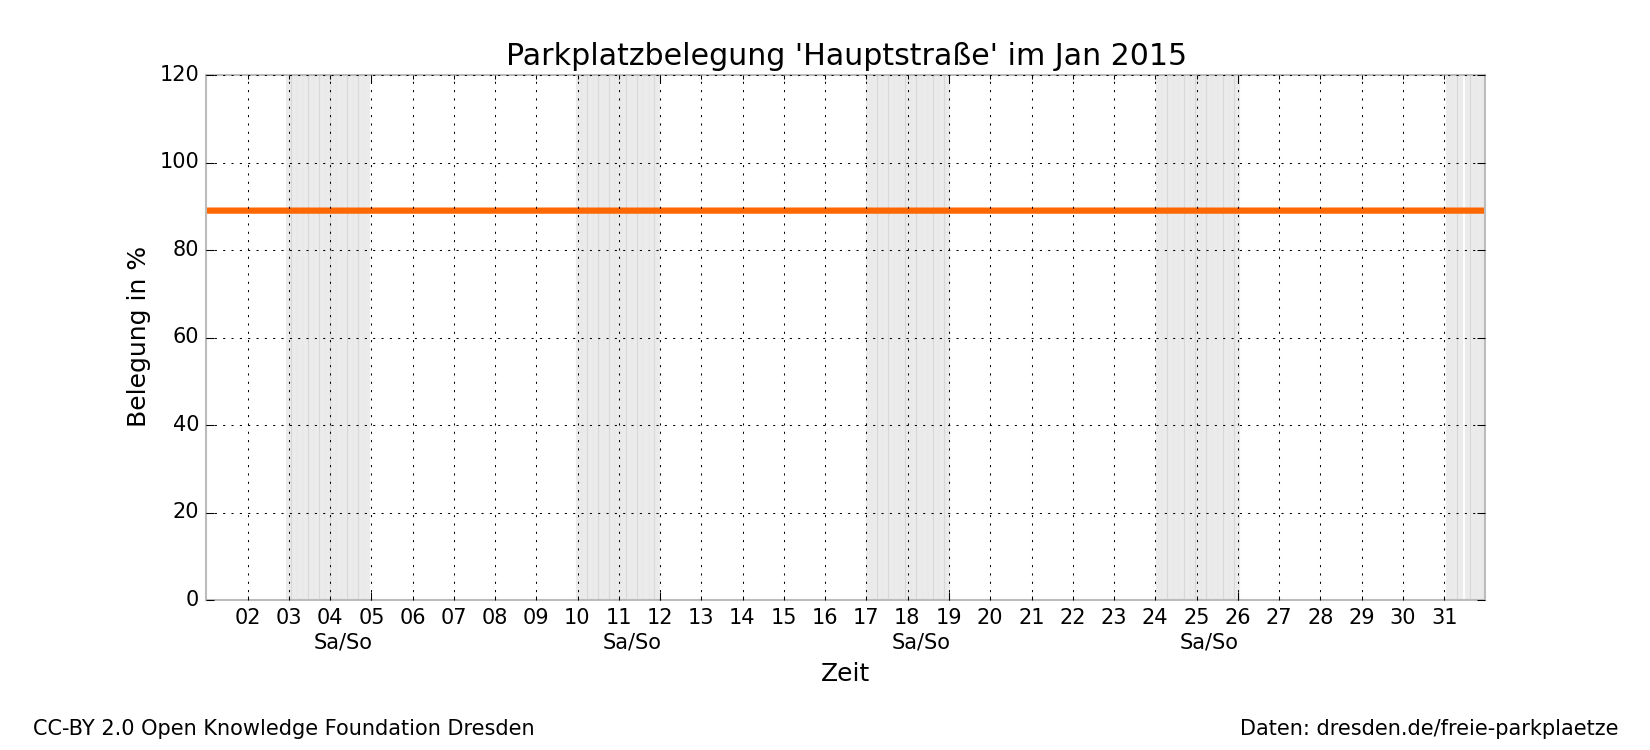 Parkplatzbelegung 'Hauptstraße' im Jan 2015
120
100
80
60
40
20
0
Belegung in %
02 03 04 05 06 07 08 09 10 11 12 13 14 15 16 17 18 19 20 21 22 23 24 25 26 27 28 29 30 31
Sa/So Sa/So Sa/So Sa/So
Zeit
CC-BY 2.0 Open Knowledge Foundation Dresden
Daten: dresden.de/freie-parkplaetze